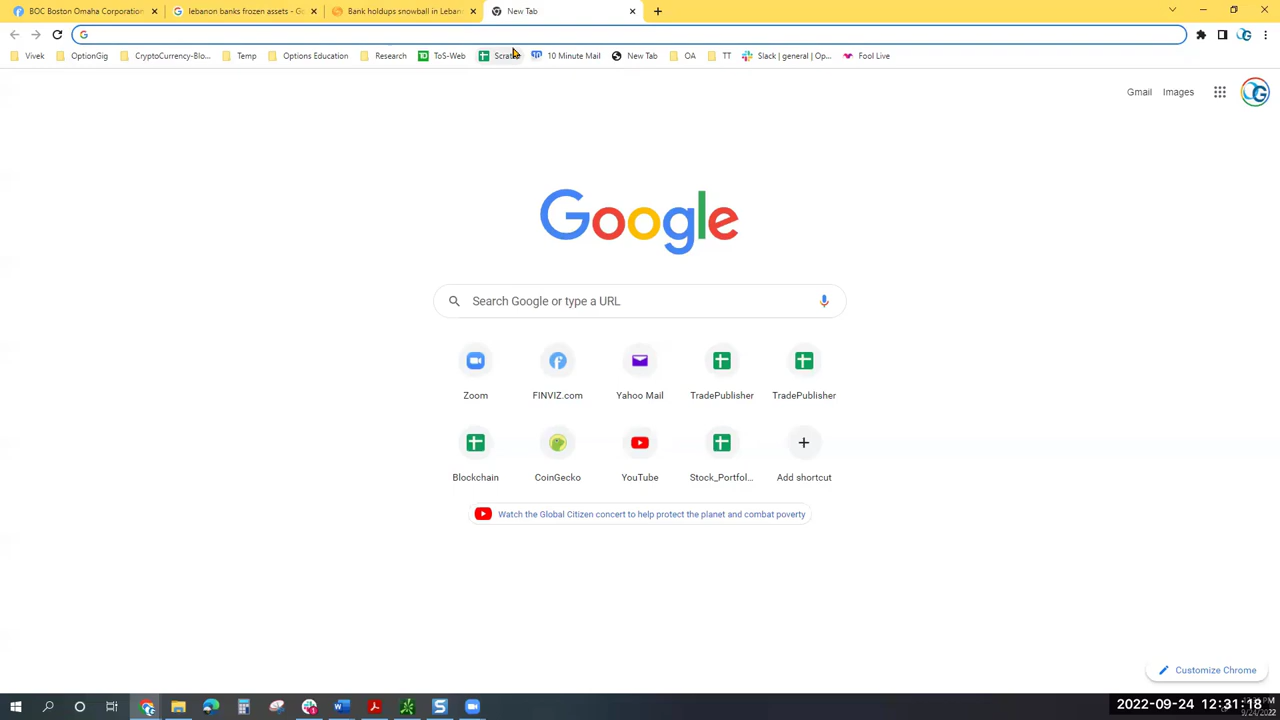 BOC Boston Omaha Corporation
lebanon banks frozen assets - Go
Bank holdups snowball in Leban
New Tab
Vivek
OptionGig
CryptoCurrency-Blo...
Temp
Options Education
Research
ToS-Web
Scratch
10 Minute Mail
New Tab
OA
TT
Slack | general | Op...
Fool Live
Gmail
Images
Google
Search Google or type a URL
Zoom
FINVIZ.com
Yahoo Mail
TradePublisher
TradePublisher
Blockchain
CoinGecko
YouTube
Stock_Portfol...
Add shortcut
Watch the Global Citizen concert to help protect the planet and combat poverty
Customize Chrome
2022-09-24 12:31:18